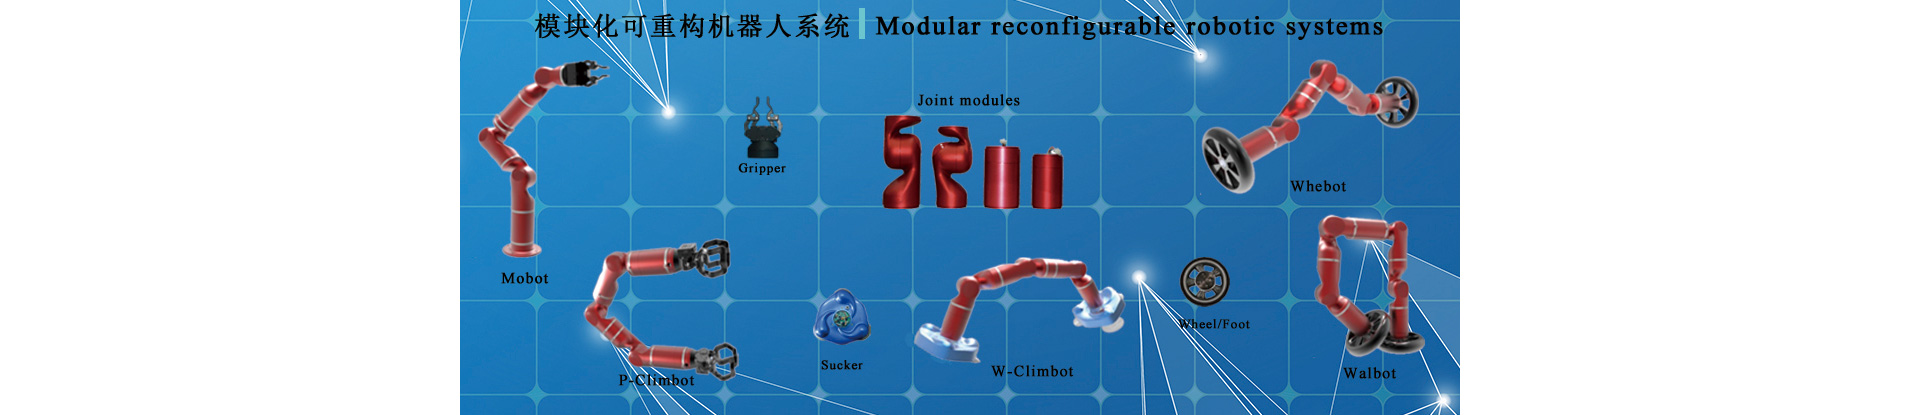 模块化可重构机器人系统 Modular reconfigurable robotic systems
Joint modules
Gripper
Whebot
Mobot
Wheel/Foot
Sucker
W-Climbot
Walbot
P-Climbot